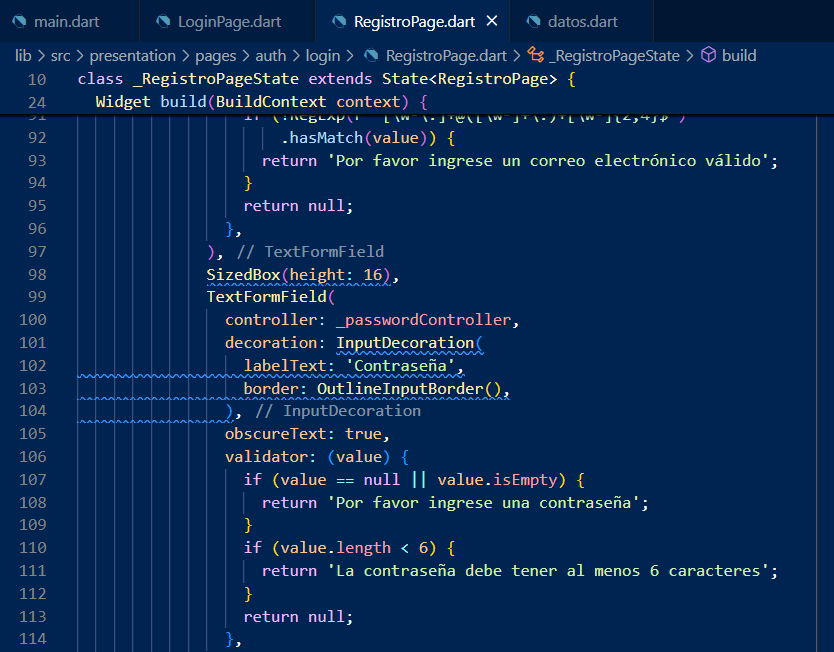 main.dart LoginPage.dart RegistroPage.dart × datos.dart
lib > src > presentation > pages > auth > login > RegistroPage.dart > _RegistroPageState > build
10 class _RegistroPageState extends State<RegistroPage> {
24 Widget build(BuildContext context) {
92 .hasMatch(value)) {
93 return 'Por favor ingrese un correo electrónico válido';
94 }
95 return null;
96 },
97 ), // TextFormField
98 SizedBox(height: 16),
99 TextFormField(
100 controller: _passwordController,
101 decoration: InputDecoration(
102 labelText: 'Contraseña',
103 border: OutlineInputBorder(),
104 ), // InputDecoration
105 obscureText: true,
106 validator: (value) {
107 if (value == null || value.isEmpty) {
108 return 'Por favor ingrese una contraseña';
109 }
110 if (value.length < 6) {
111 return 'La contraseña debe tener al menos 6 caracteres';
112 }
113 return null;
114 },